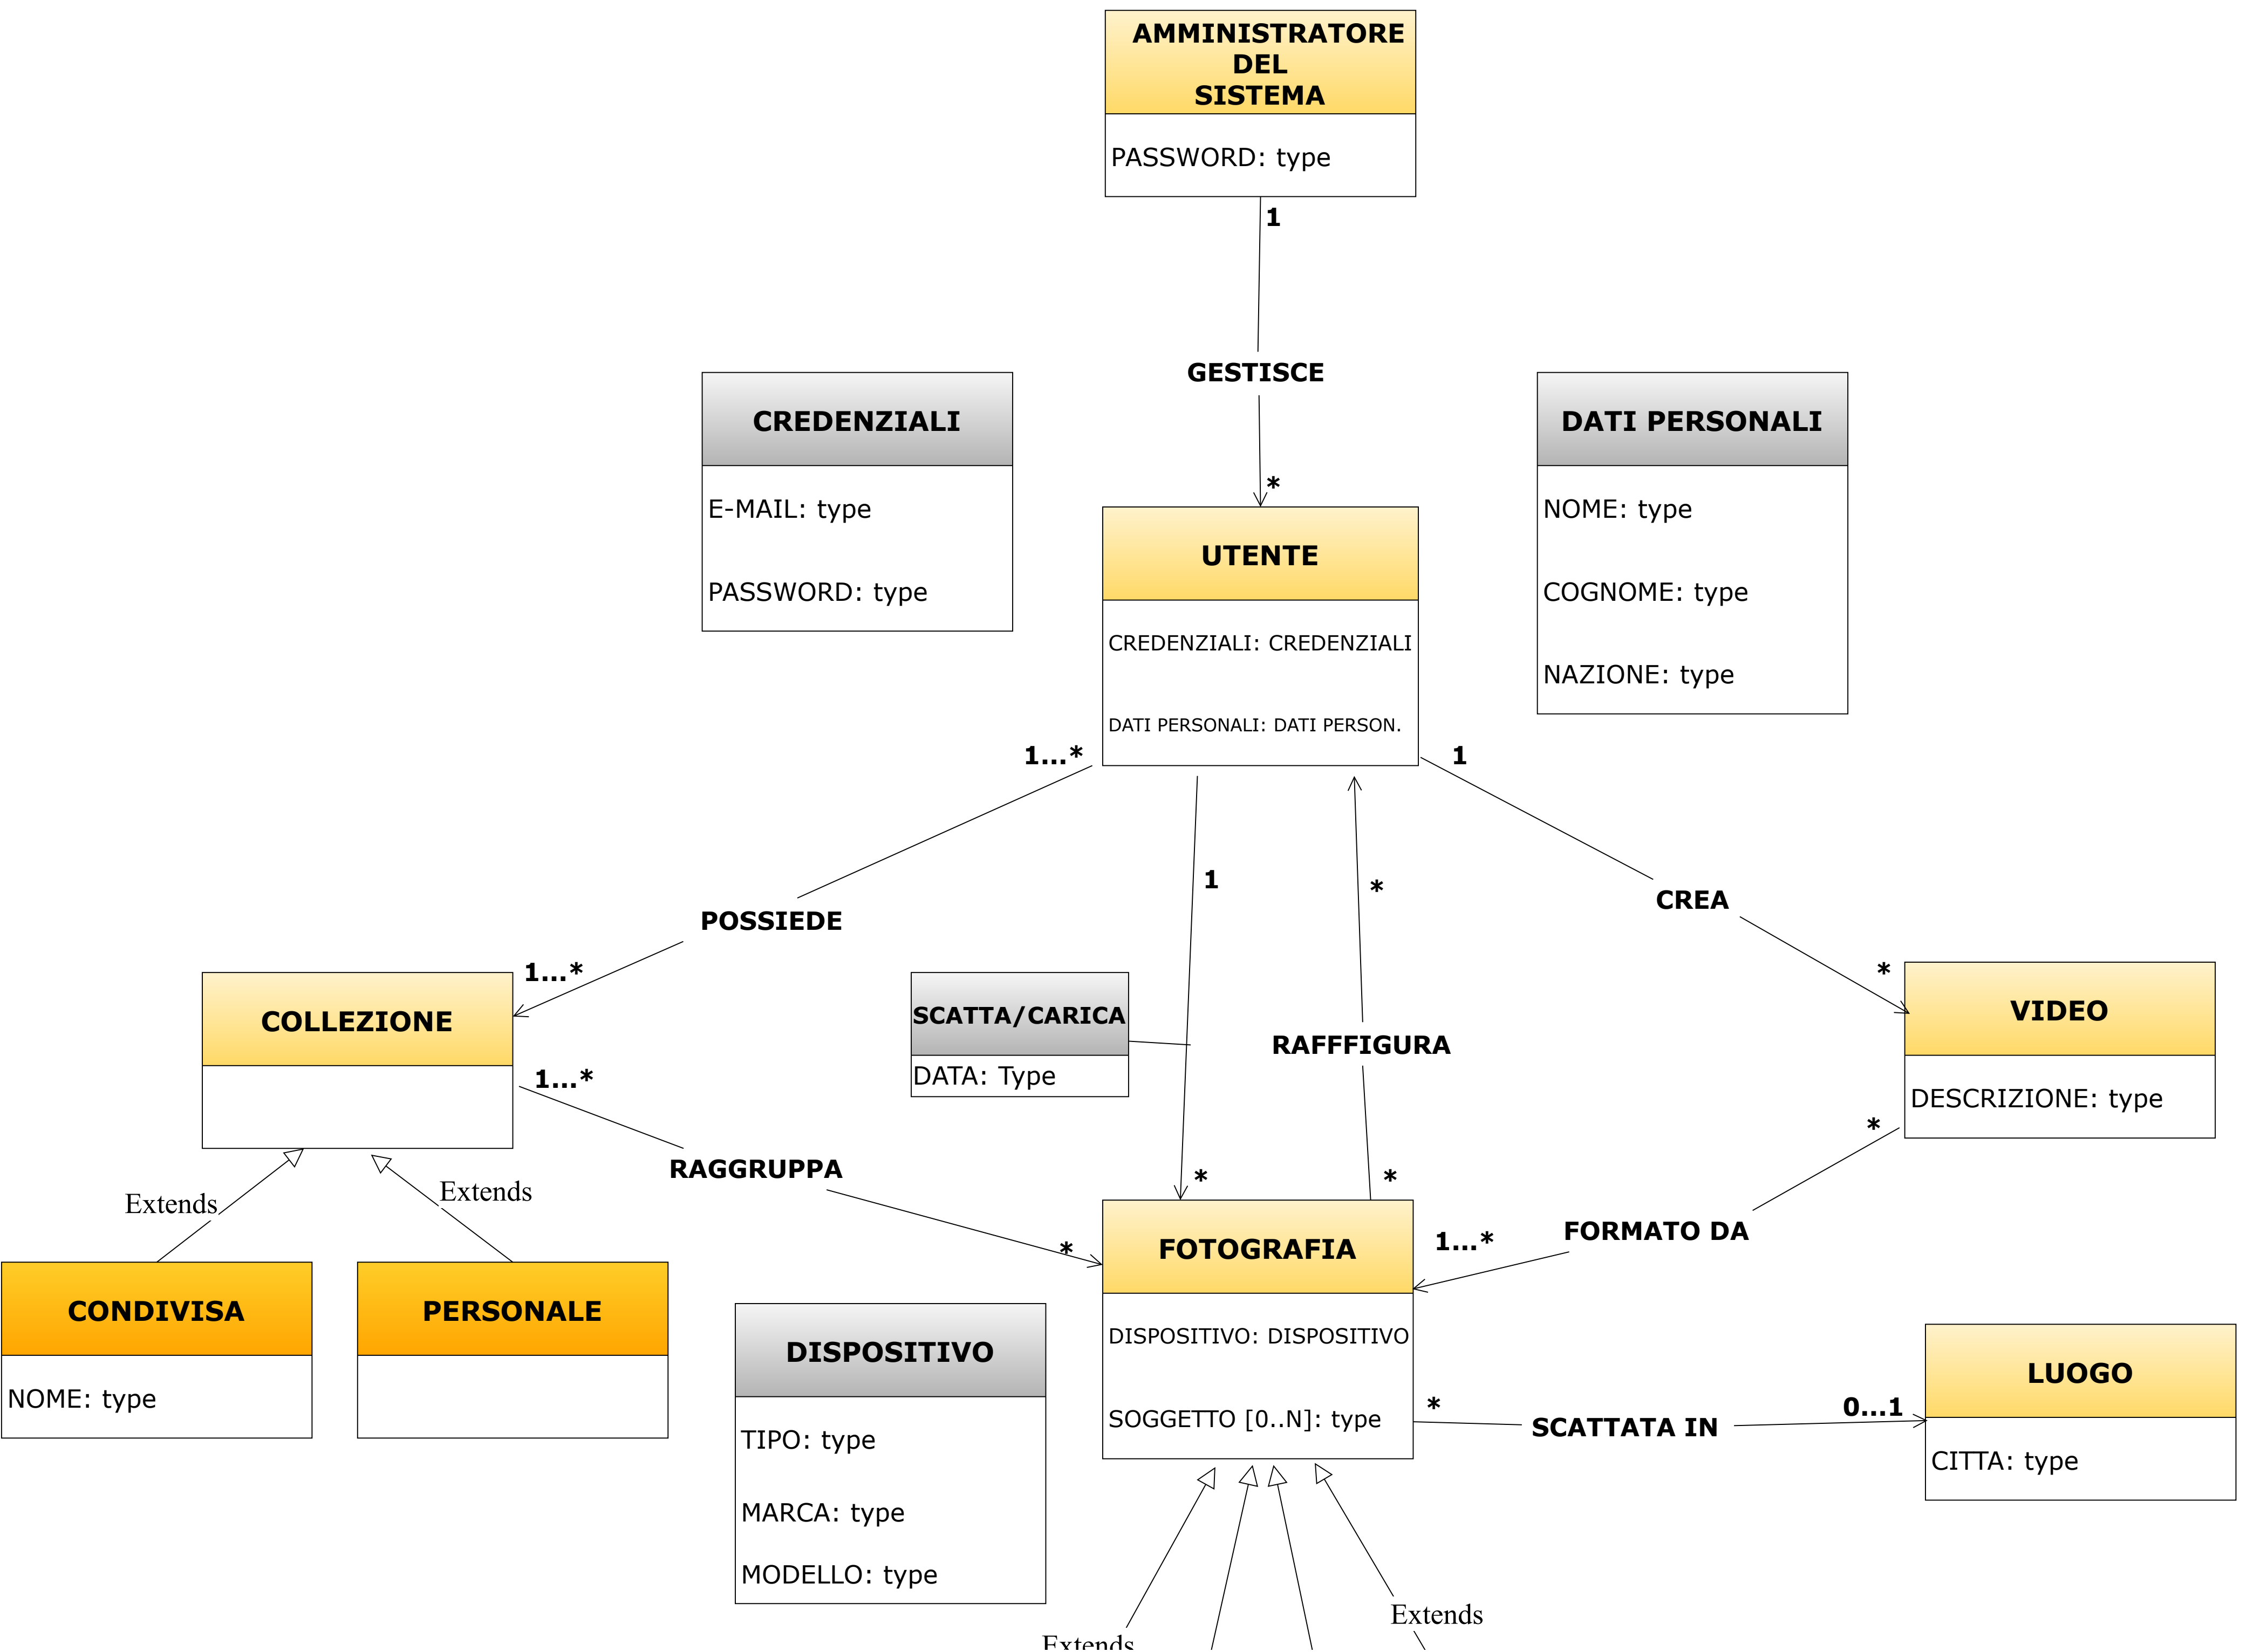 AMMINISTRATORE
DEL
SISTEMA
PASSWORD: type
1
GESTISCE
*
CREDENZIALI
E-MAIL: type
PASSWORD: type
DATI PERSONALI
NOME: type
COGNOME: type
NAZIONE: type
UTENTE
CREDENZIALI: CREDENZIALI
DATI PERSONALI: DATI PERSON.
1...*
POSSIEDE
1...*
1
*
1
CREA
*
COLLEZIONE
1...*
RAGGRUPPA
*
SCATTA/CARICA
DATA: Type
RAFFFIGURA
*
*
VIDEO
DESCRIZIONE: type
*
FORMATO DA
1...*
Extends
Extends
CONDIVISA
NOME: type
PERSONALE
FOTOGRAFIA
DISPOSITIVO: DISPOSITIVO
SOGGETTO [0..N]: type
DISPOSITIVO
TIPO: type
MARCA: type
MODELLO: type
*
SCATTATA IN
0...1
LUOGO
CITTA: type
Extends
Extends